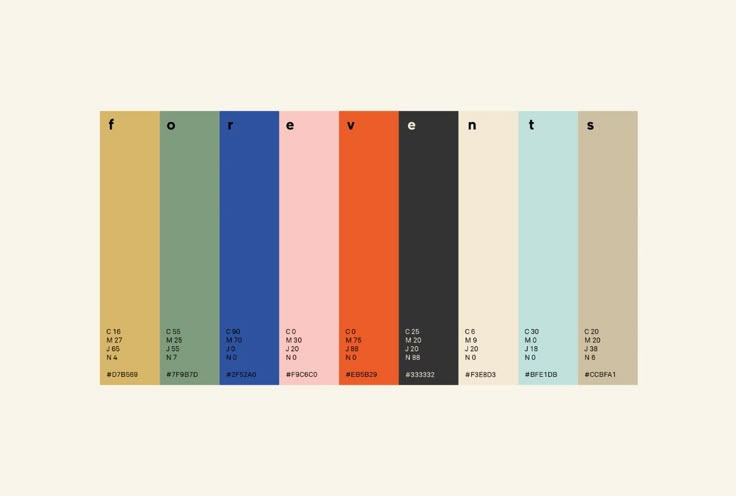 f o r e v e n t s
C 16
M 27
J 65
N 4
#D7B569
C 55
M 25
J 55
N 7
#7F9B7D
C 90
M 70
J 0
N 0
#2F52A0
C 0
M 30
J 20
N 0
#F9C6C0
C 0
M 75
J 88
N 0
#EB5B29
C 25
M 20
J 20
N 88
#333332
C 6
M 9
J 20
N 0
#F3E8D3
C 30
M 0
J 18
N 0
#BFE1DB
C 20
M 20
J 38
N 6
#CCBFA1